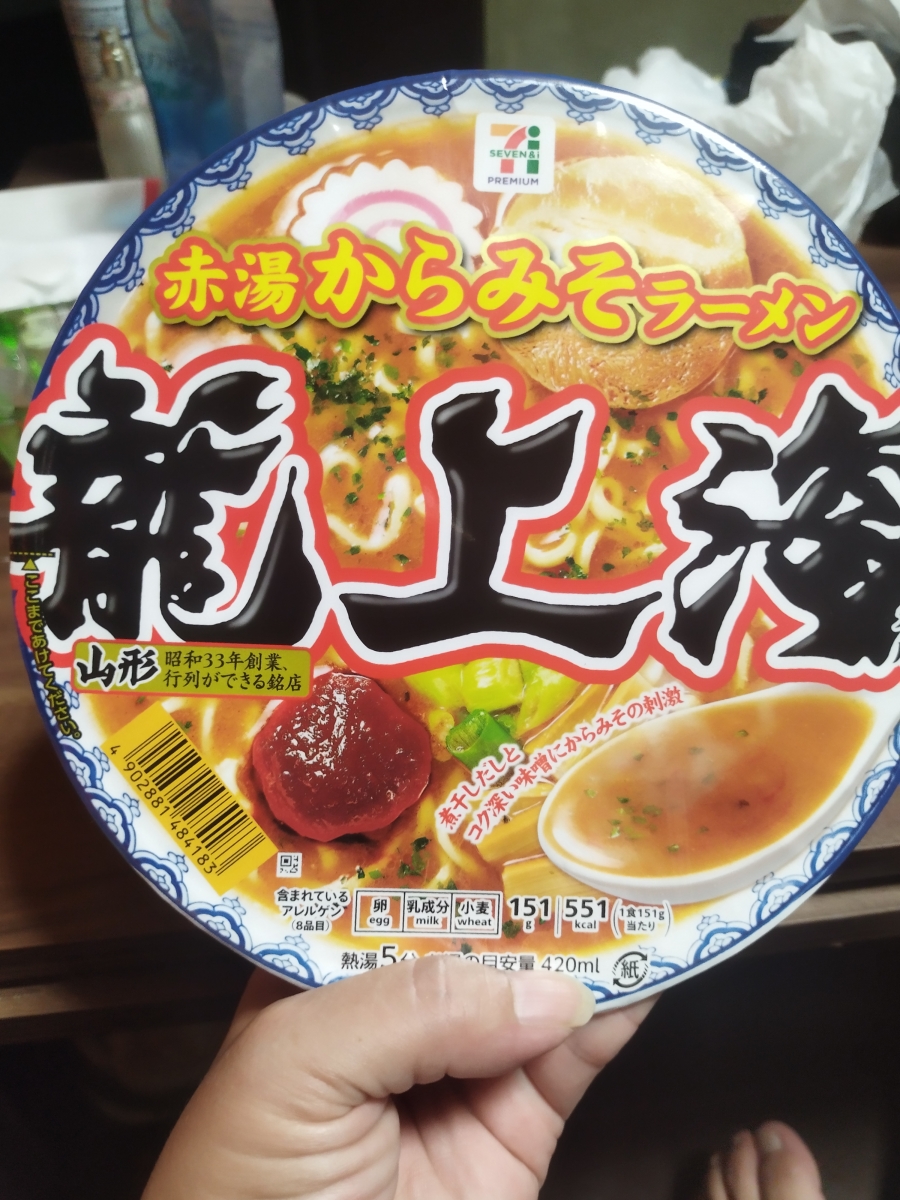 SEVEN&i
PREMIUM
赤湯からみそラーメン
龍上海
▲ここまであけてください。
山形
昭和33年創業、
行列ができる銘店
煮干しだしと
コク深い味噌にからみその刺激
4 902881 484183
含まれている
アレルゲン
(8品目)
卵
egg
乳成分
milk
小麦
wheat
151
g
551
kcal
(1食151g
当たり)
熱湯5分 の目安量 420ml
紙